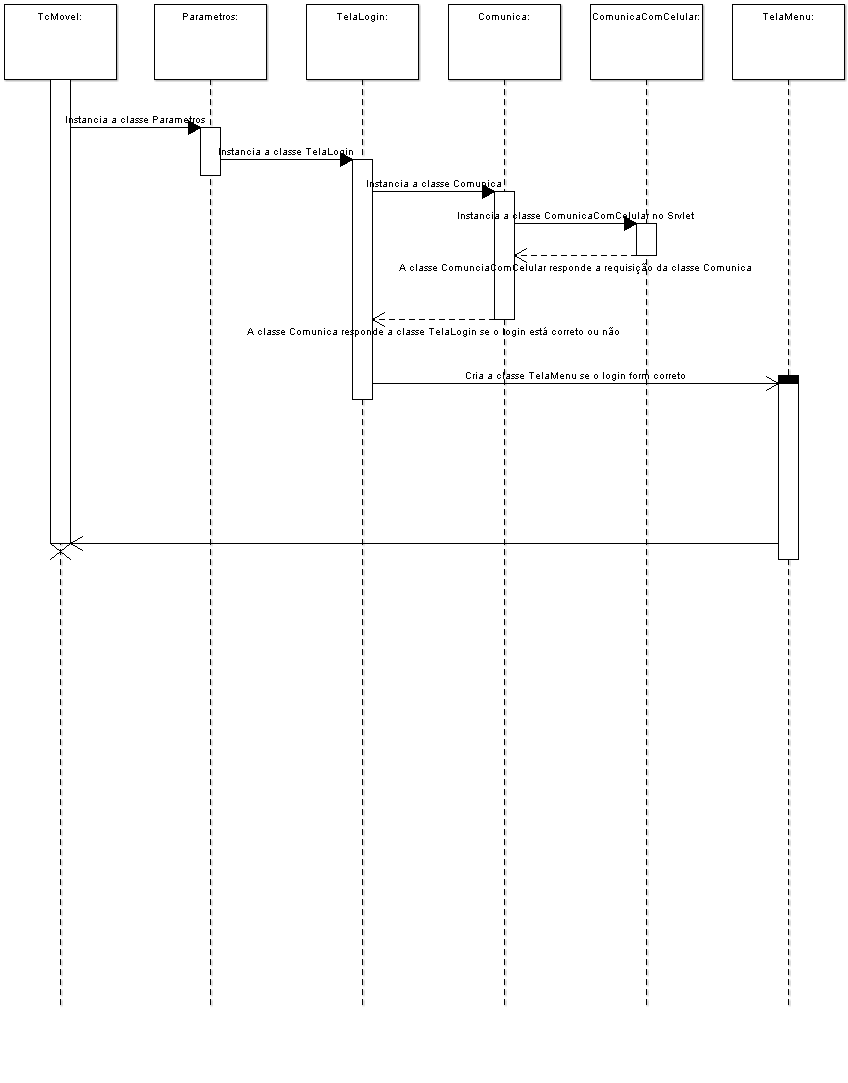 TcMovel:
Parametros:
TelaLogin:
Comunica:
ComunicaComCelular:
TelaMenu:
Instancia a classe Parametros
Instancia a classe TelaLogin
Instancia a classe Comunica
Instancia a classe ComunicaComCelular no Srvlet
A classe ComunciaComCelular responde a requisição da classe Comunica
A classe Comunica responde a classe TelaLogin se o login está correto ou não
Cria a classe TelaMenu se o login form correto